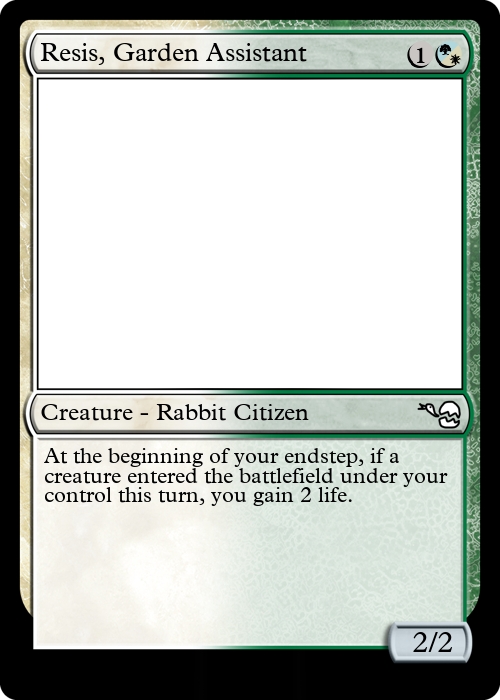 Resis, Garden Assistant 1
Creature - Rabbit Citizen
At the beginning of your endstep, if a
creature entered the battlefield under your
control this turn, you gain 2 life.
2/2